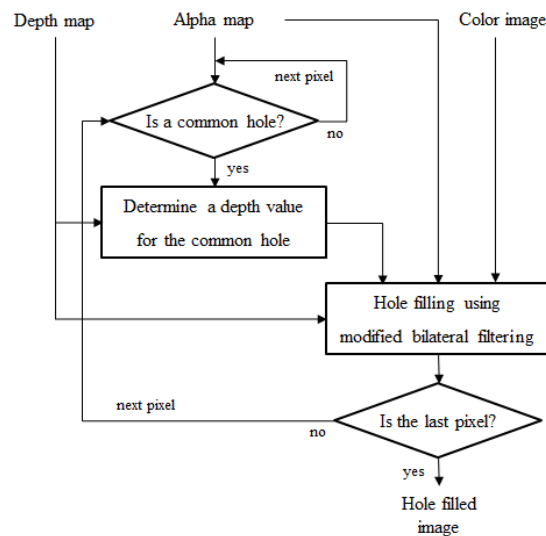 Depth map
Alpha map
Color image
next pixel
Is a common hole?
no
yes
Determine a depth value
for the common hole
Hole filling using
modified bilateral filtering
next pixel
Is the last pixel?
no
yes
Hole filled
image